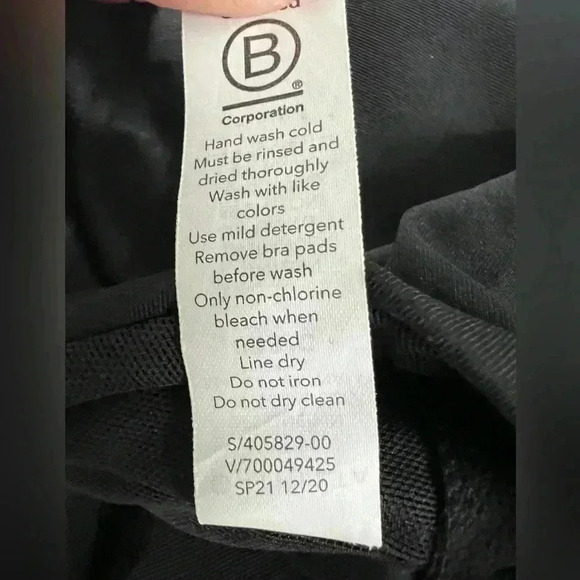 B
®
Corporation
Hand wash cold
Must be rinsed and
dried thoroughly
Wash with like
colors
Use mild detergent
Remove bra pads
before wash
Only non-chlorine
bleach when
needed
Line dry
Do not iron
Do not dry clean
S/405829-00
V/700049425
SP21 12/20